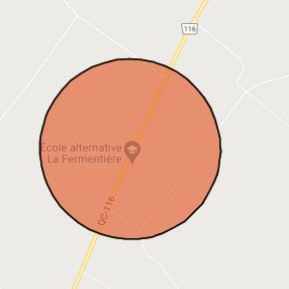 116
École alternative
La Fermentière
QC-116